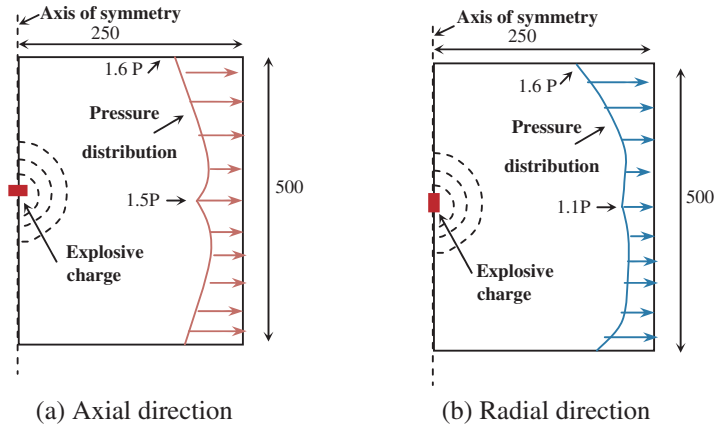 Axis of symmetry
250
1.6 P
Pressure
distribution
1.5P
500
Explosive
charge
(a) Axial direction
Axis of symmetry
250
1.6 P
Pressure
distribution
1.1P
500
Explosive
charge
(b) Radial direction